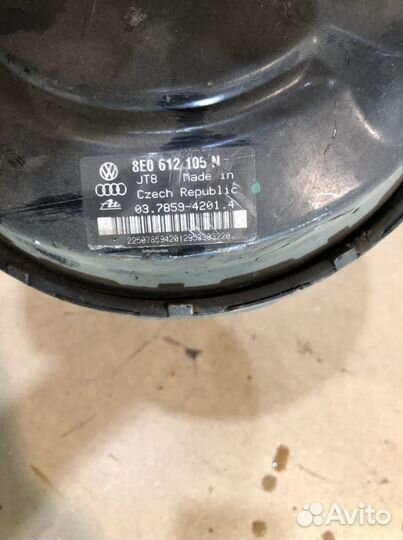 8E0 612 105 N
JT8 Made in
Czech Republic
03.7859-4201.4
Avito